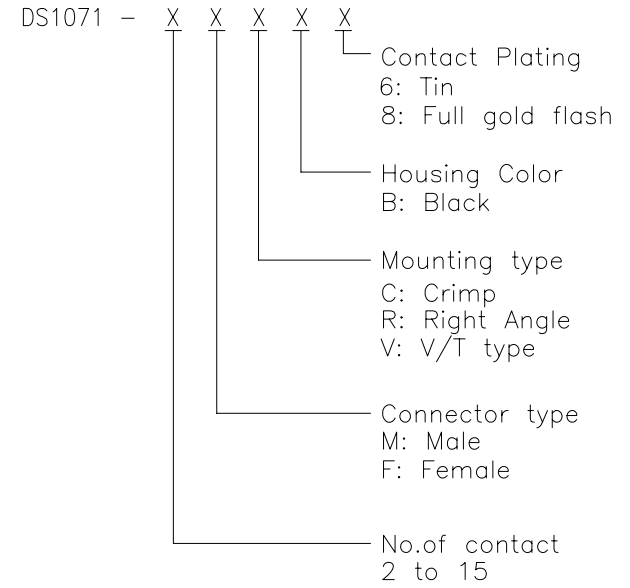 DS1071 - X X X X X
Contact Plating
6: Tin
8: Full gold flash
Housing Color
B: Black
Mounting type
C: Crimp
R: Right Angle
V: V/T type
Connector type
M: Male
F: Female
No.of contact
2 to 15